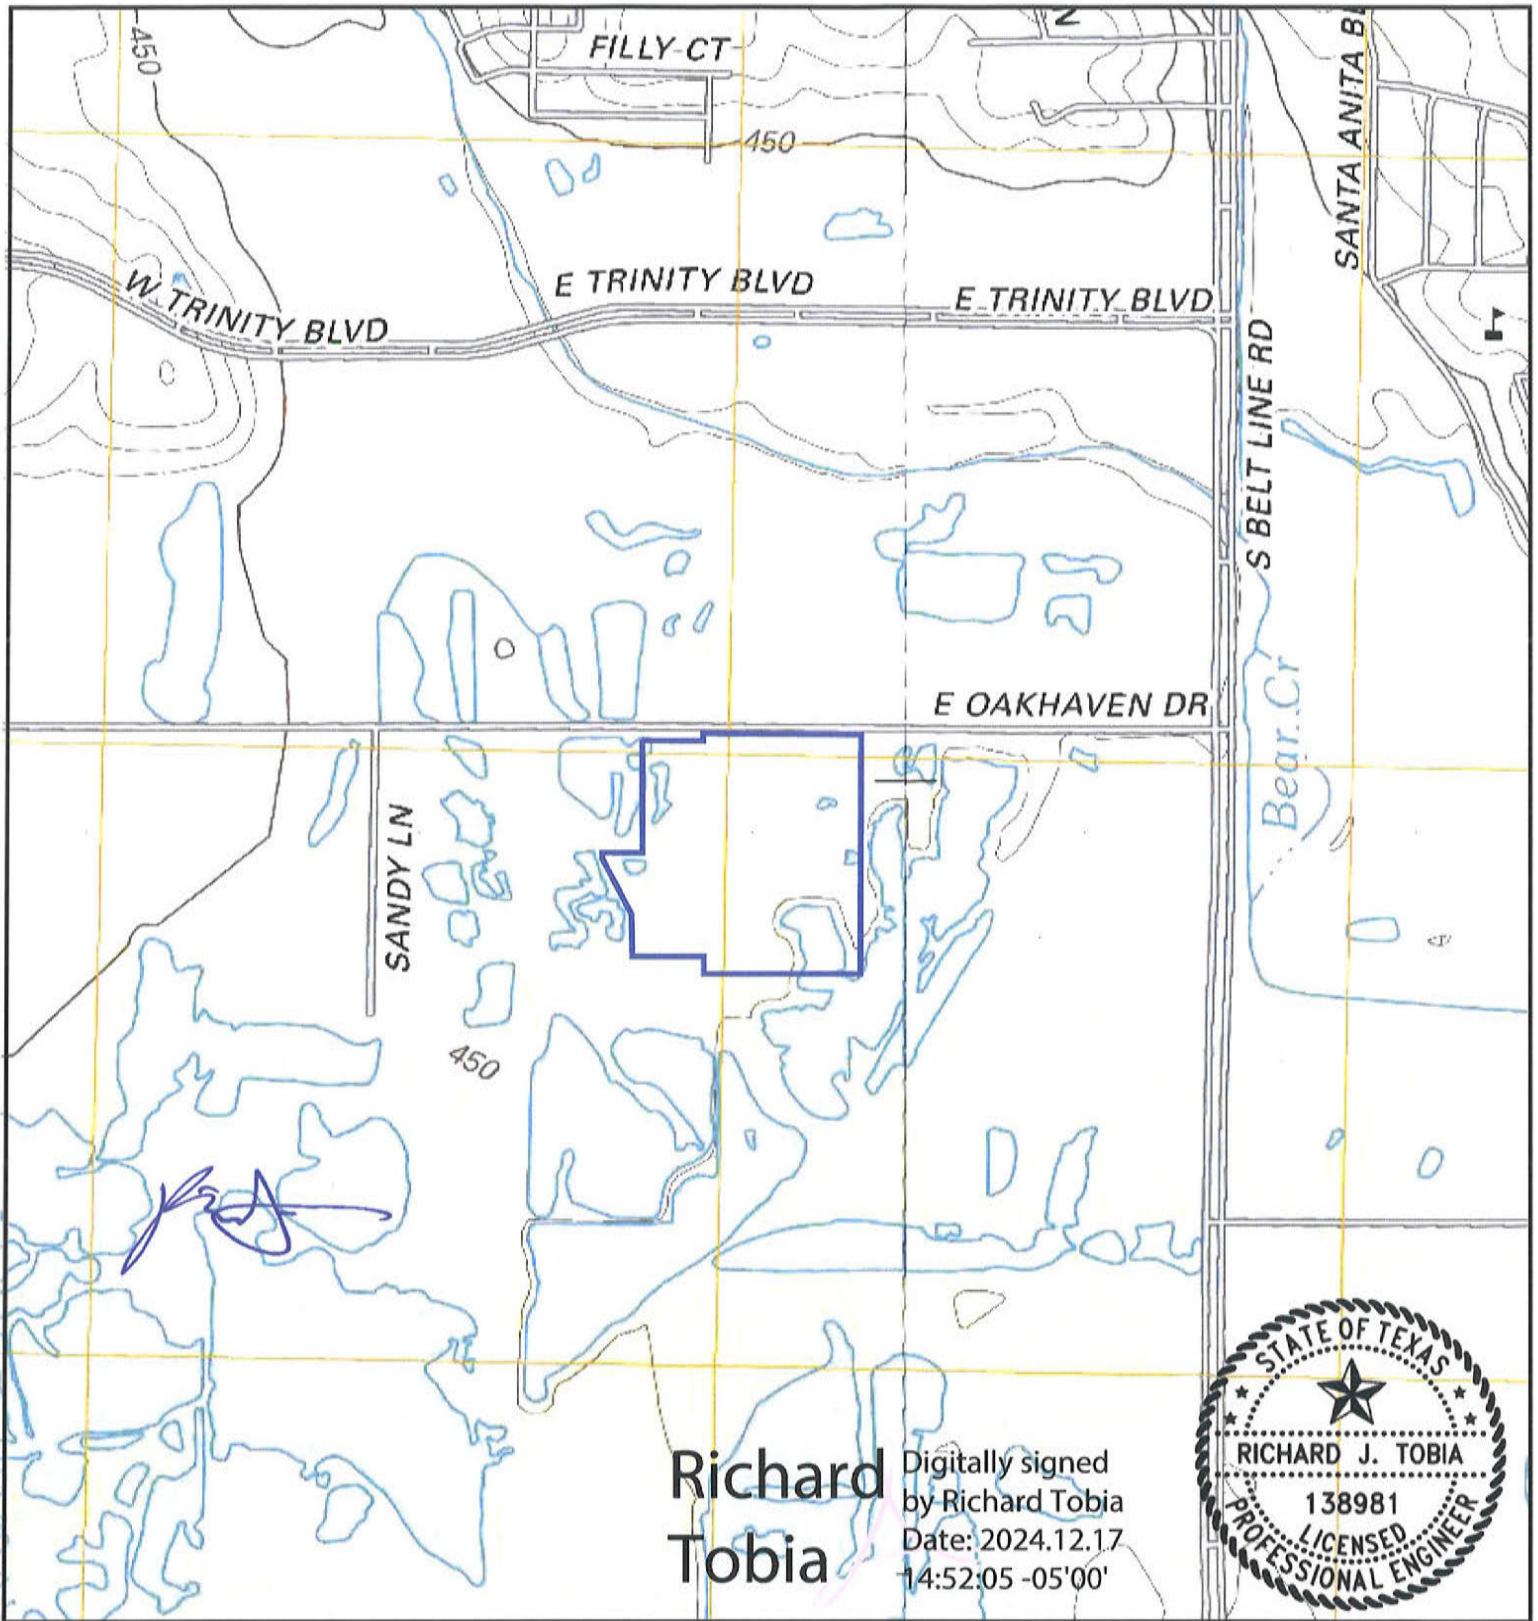 450
FILLY CT
SANTA ANITA BL
450
W TRINITY BLVD
E TRINITY BLVD
E TRINITY BLVD
S BELT LINE RD
E OAKHAVEN DR
Bear Cr
SANDY LN
450
Richard
Tobia
Digitally signed
by Richard Tobia
Date: 2024.12.17
14:52:05 -05'00'
STATE OF TEXAS
RICHARD J. TOBIA
138981
LICENSED
PROFESSIONAL ENGINEER